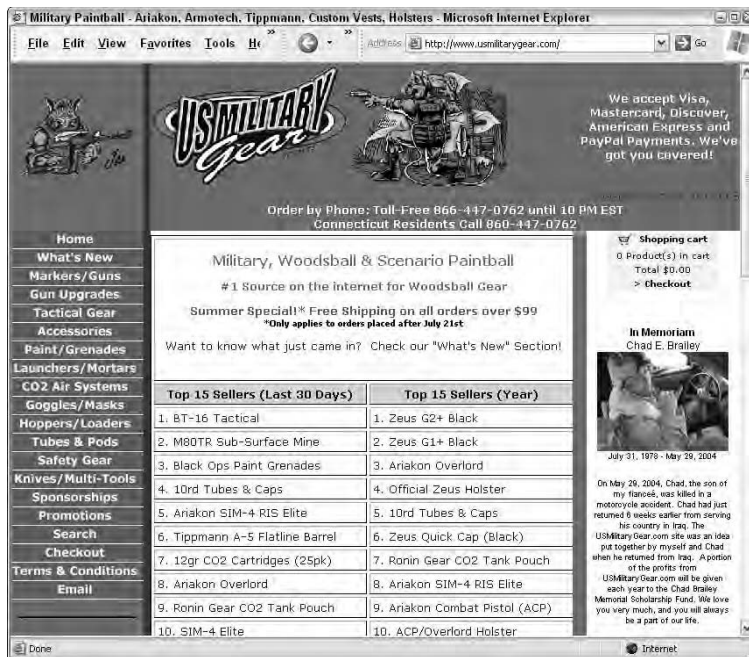 Military Paintball - Ariakon, Armotech, Tippmann, Custom Vests, Holsters - Microsoft Internet Explorer
File Edit View Favorites Tools
Address http://www.usmilitarygear.com/ Go
US MILITARY
Gear
We accept Visa,
Mastercard, Discover,
American Express and
PayPal Payments. We've
got you covered!
Order by Phone: Toll-Free 866-447-0762 until 10 PM EST
Connecticut Residents Call 860-447-0762
Home
What's New
Markers/Guns
Gun Upgrades
Tactical Gear
Accessories
Paint/Grenades
Launchers/Mortars
CO2 Air Systems
Goggles/Masks
Hoppers/Loaders
Tubes & Pods
Safety Gear
Knives/Multi-Tools
Sponsorships
Promotions
Search
Checkout
Terms & Conditions
Email
Military, Woodsball & Scenario Paintball
#1 Source on the internet for Woodsball Gear
Summer Special!* Free Shipping on all orders over $99
*Only applies to orders placed after July 21st
Want to know what just came in? Check our "What's New" Section!
Top 15 Sellers (Last 30 Days)
1. BT-16 Tactical
2. M80TR Sub-Surface Mine
3. Black Ops Paint Grenades
4. 10rd Tubes & Caps
5. Ariakon SIM-4 RIS Elite
6. Tippmann A-5 Flatline Barrel
7. 12gr CO2 Cartridges (25pk)
8. Ariakon Overlord
9. Ronin Gear CO2 Tank Pouch
10. SIM-4 Elite
Top 15 Sellers (Year)
1. Zeus G2+ Black
2. Zeus G1+ Black
3. Ariakon Overlord
4. Official Zeus Holster
5. 10rd Tubes & Caps
6. Zeus Quick Cap (Black)
7. Ronin Gear CO2 Tank Pouch
8. Ariakon SIM-4 RIS Elite
9. Ariakon Combat Pistol (ACP)
10. ACP/Overlord Holster
Shopping cart
0 Product(s) in cart
Total $0.00
> Checkout
In Memoriam
Chad E. Brailey
July 31, 1978 - May 29, 2004
On May 29, 2004, Chad, the son of
my fianceé, was killed in a
motorcycle accident. Chad had just
returned 6 weeks earlier from serving
his country in Iraq. The
USMilitaryGear.com site was an idea
put together by myself and Chad
when he returned from Iraq. A portion
of the profits from
USMilitaryGear.com will be given
each year to the Chad Brailey
Memorial Scholarship Fund. We love
you very much, and you will always
be a part of our life.
Done
Internet